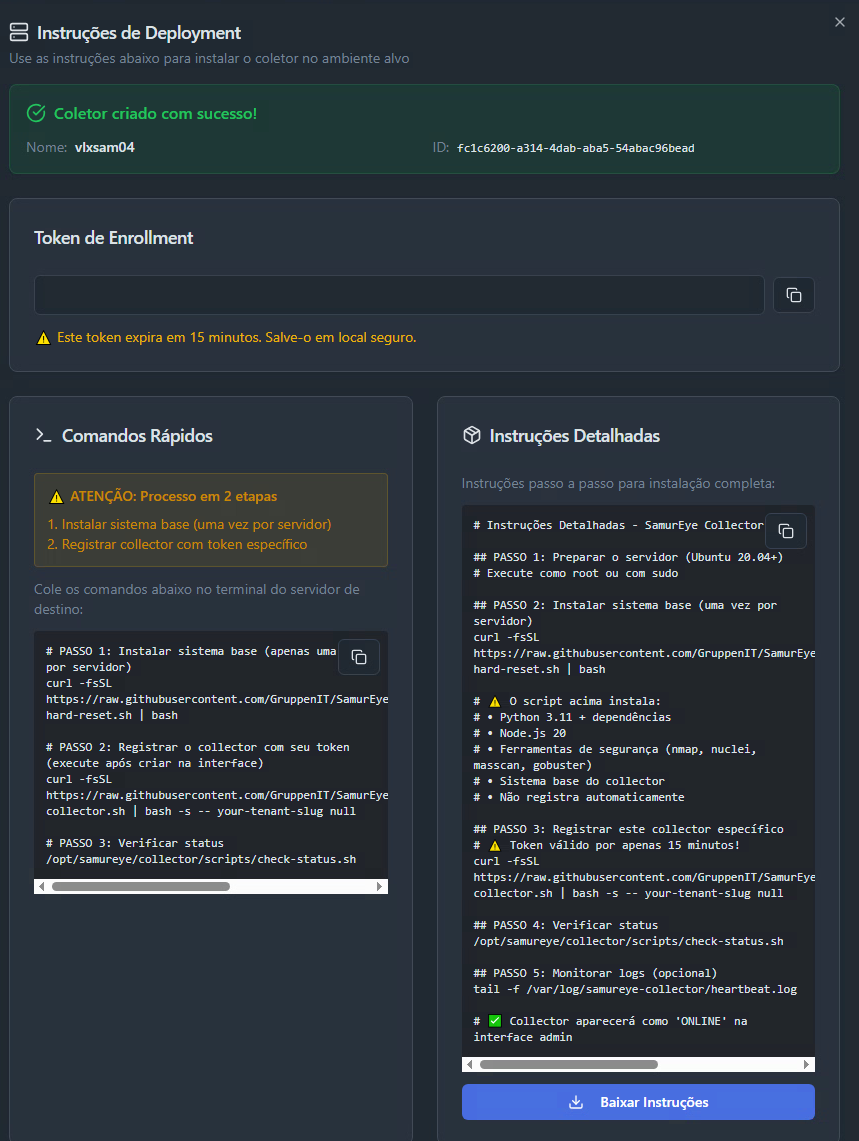 Instruções de Deployment
Use as instruções abaixo para instalar o coletor no ambiente alvo
Coletor criado com sucesso!
Nome: vlxsam04
ID: fc1c6200-a314-4dab-aba5-54abac96bead
Token de Enrollment
⚠ Este token expira em 15 minutos. Salve-o em local seguro.
Comandos Rápidos
⚠ ATENÇÃO: Processo em 2 etapas
1. Instalar sistema base (uma vez por servidor)
2. Registrar collector com token específico
Cole os comandos abaixo no terminal do servidor de
destino:
# PASSO 1: Instalar sistema base (apenas uma
por servidor)
curl -fsSL
https://raw.githubusercontent.com/GruppenIT/SamurEye
hard-reset.sh | bash
# PASSO 2: Registrar o collector com seu token
(execute após criar na interface)
curl -fsSL
https://raw.githubusercontent.com/GruppenIT/SamurEye
collector.sh | bash -s -- your-tenant-slug null
# PASSO 3: Verificar status
/opt/samureye/collector/scripts/check-status.sh
Instruções Detalhadas
Instruções passo a passo para instalação completa:
# Instruções Detalhadas - SamurEye Collector
## PASSO 1: Preparar o servidor (Ubuntu 20.04+)
# Execute como root ou com sudo
## PASSO 2: Instalar sistema base (uma vez por
servidor)
curl -fsSL
https://raw.githubusercontent.com/GruppenIT/SamurEye
hard-reset.sh | bash
# ⚠ O script acima instala:
# • Python 3.11 + dependências
# • Node.js 20
# • Ferramentas de segurança (nmap, nuclei,
masscan, gobuster)
# • Sistema base do collector
# • Não registra automaticamente
## PASSO 3: Registrar este collector específico
# ⚠ Token válido por apenas 15 minutos!
curl -fsSL
https://raw.githubusercontent.com/GruppenIT/SamurEye
collector.sh | bash -s -- your-tenant-slug null
## PASSO 4: Verificar status
/opt/samureye/collector/scripts/check-status.sh
## PASSO 5: Monitorar logs (opcional)
tail -f /var/log/samureye-collector/heartbeat.log
# ✅ Collector aparecerá como 'ONLINE' na
interface admin
Baixar Instruções